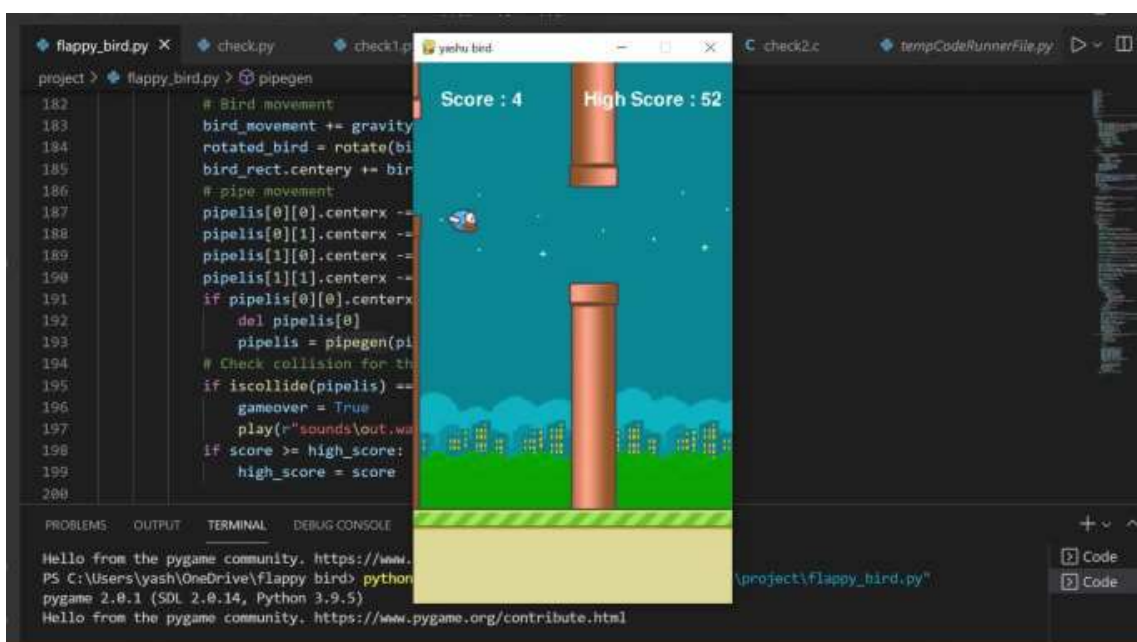 flappy_bird.py × check.py check1.p yashu bird C check2.c tempCodeRunnerFile.py
project > flappy_bird.py > pipegen
Score : 4 High Score : 52
182 # Bird movement
183 bird_movement += gravity
184 rotated_bird = rotate(bi
185 bird_rect.centery += bir
186 # pipe movement
187 pipelis[0][0].centerx -=
188 pipelis[0][1].centerx -=
189 pipelis[1][0].centerx -=
190 pipelis[1][1].centerx -=
191 if pipelis[0][0].centerx
192 del pipelis[0]
193 pipelis = pipegen(pi
194 # Check collision for th
195 if iscollide(pipelis) ==
196 gameover = True
197 play(r"sounds\out.wa
198 if score >= high_score:
199 high_score = score
200
PROBLEMS OUTPUT TERMINAL DEBUG CONSOLE
Hello from the pygame community. https://www. Code
PS C:\Users\yash\OneDrive\flappy bird> python \project\flappy_bird.py" Code
pygame 2.0.1 (SDL 2.0.14, Python 3.9.5)
Hello from the pygame community. https://www.pygame.org/contribute.html